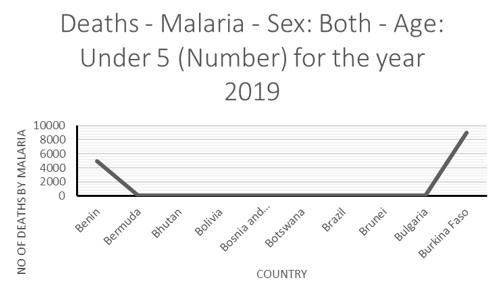 Deaths - Malaria - Sex: Both - Age:
Under 5 (Number) for the year
2019
NO OF DEATHS BY MALARIA
10000
8000
6000
4000
2000
0
Benin
Bermuda
Bhutan
Bolivia
Bosnia and...
Botswana
Brazil
Brunei
Bulgaria
Burkina Faso
COUNTRY